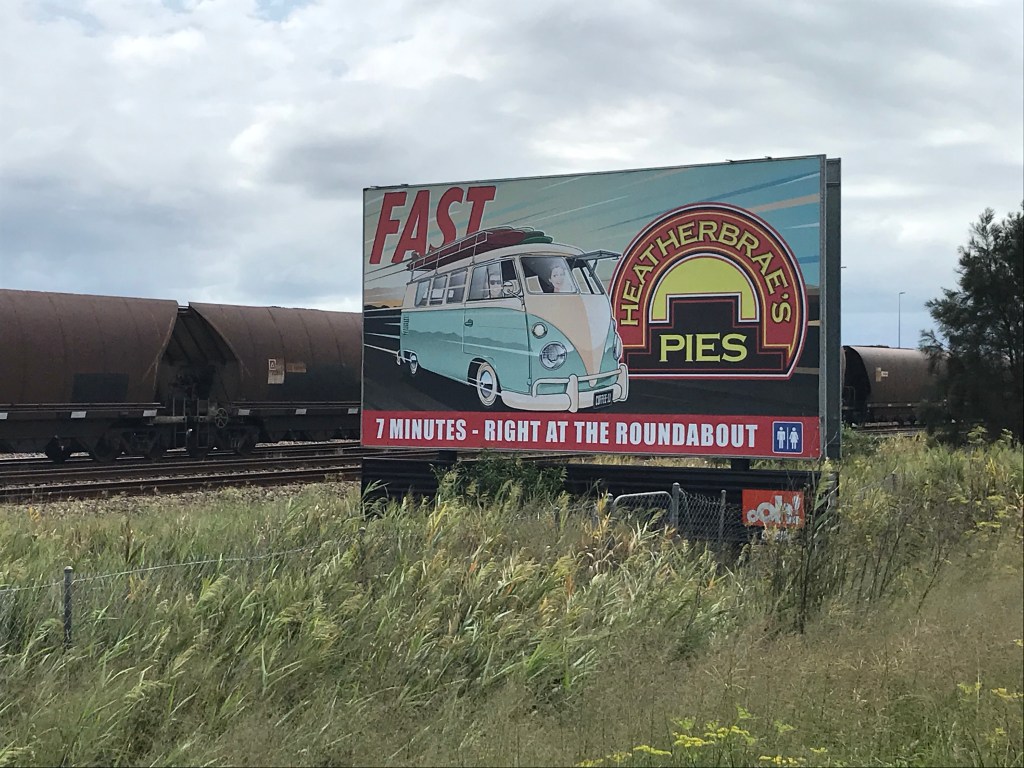 FAST
HEATHERBRAE'S
PIES
7 MINUTES - RIGHT AT THE ROUNDABOUT
ooh!